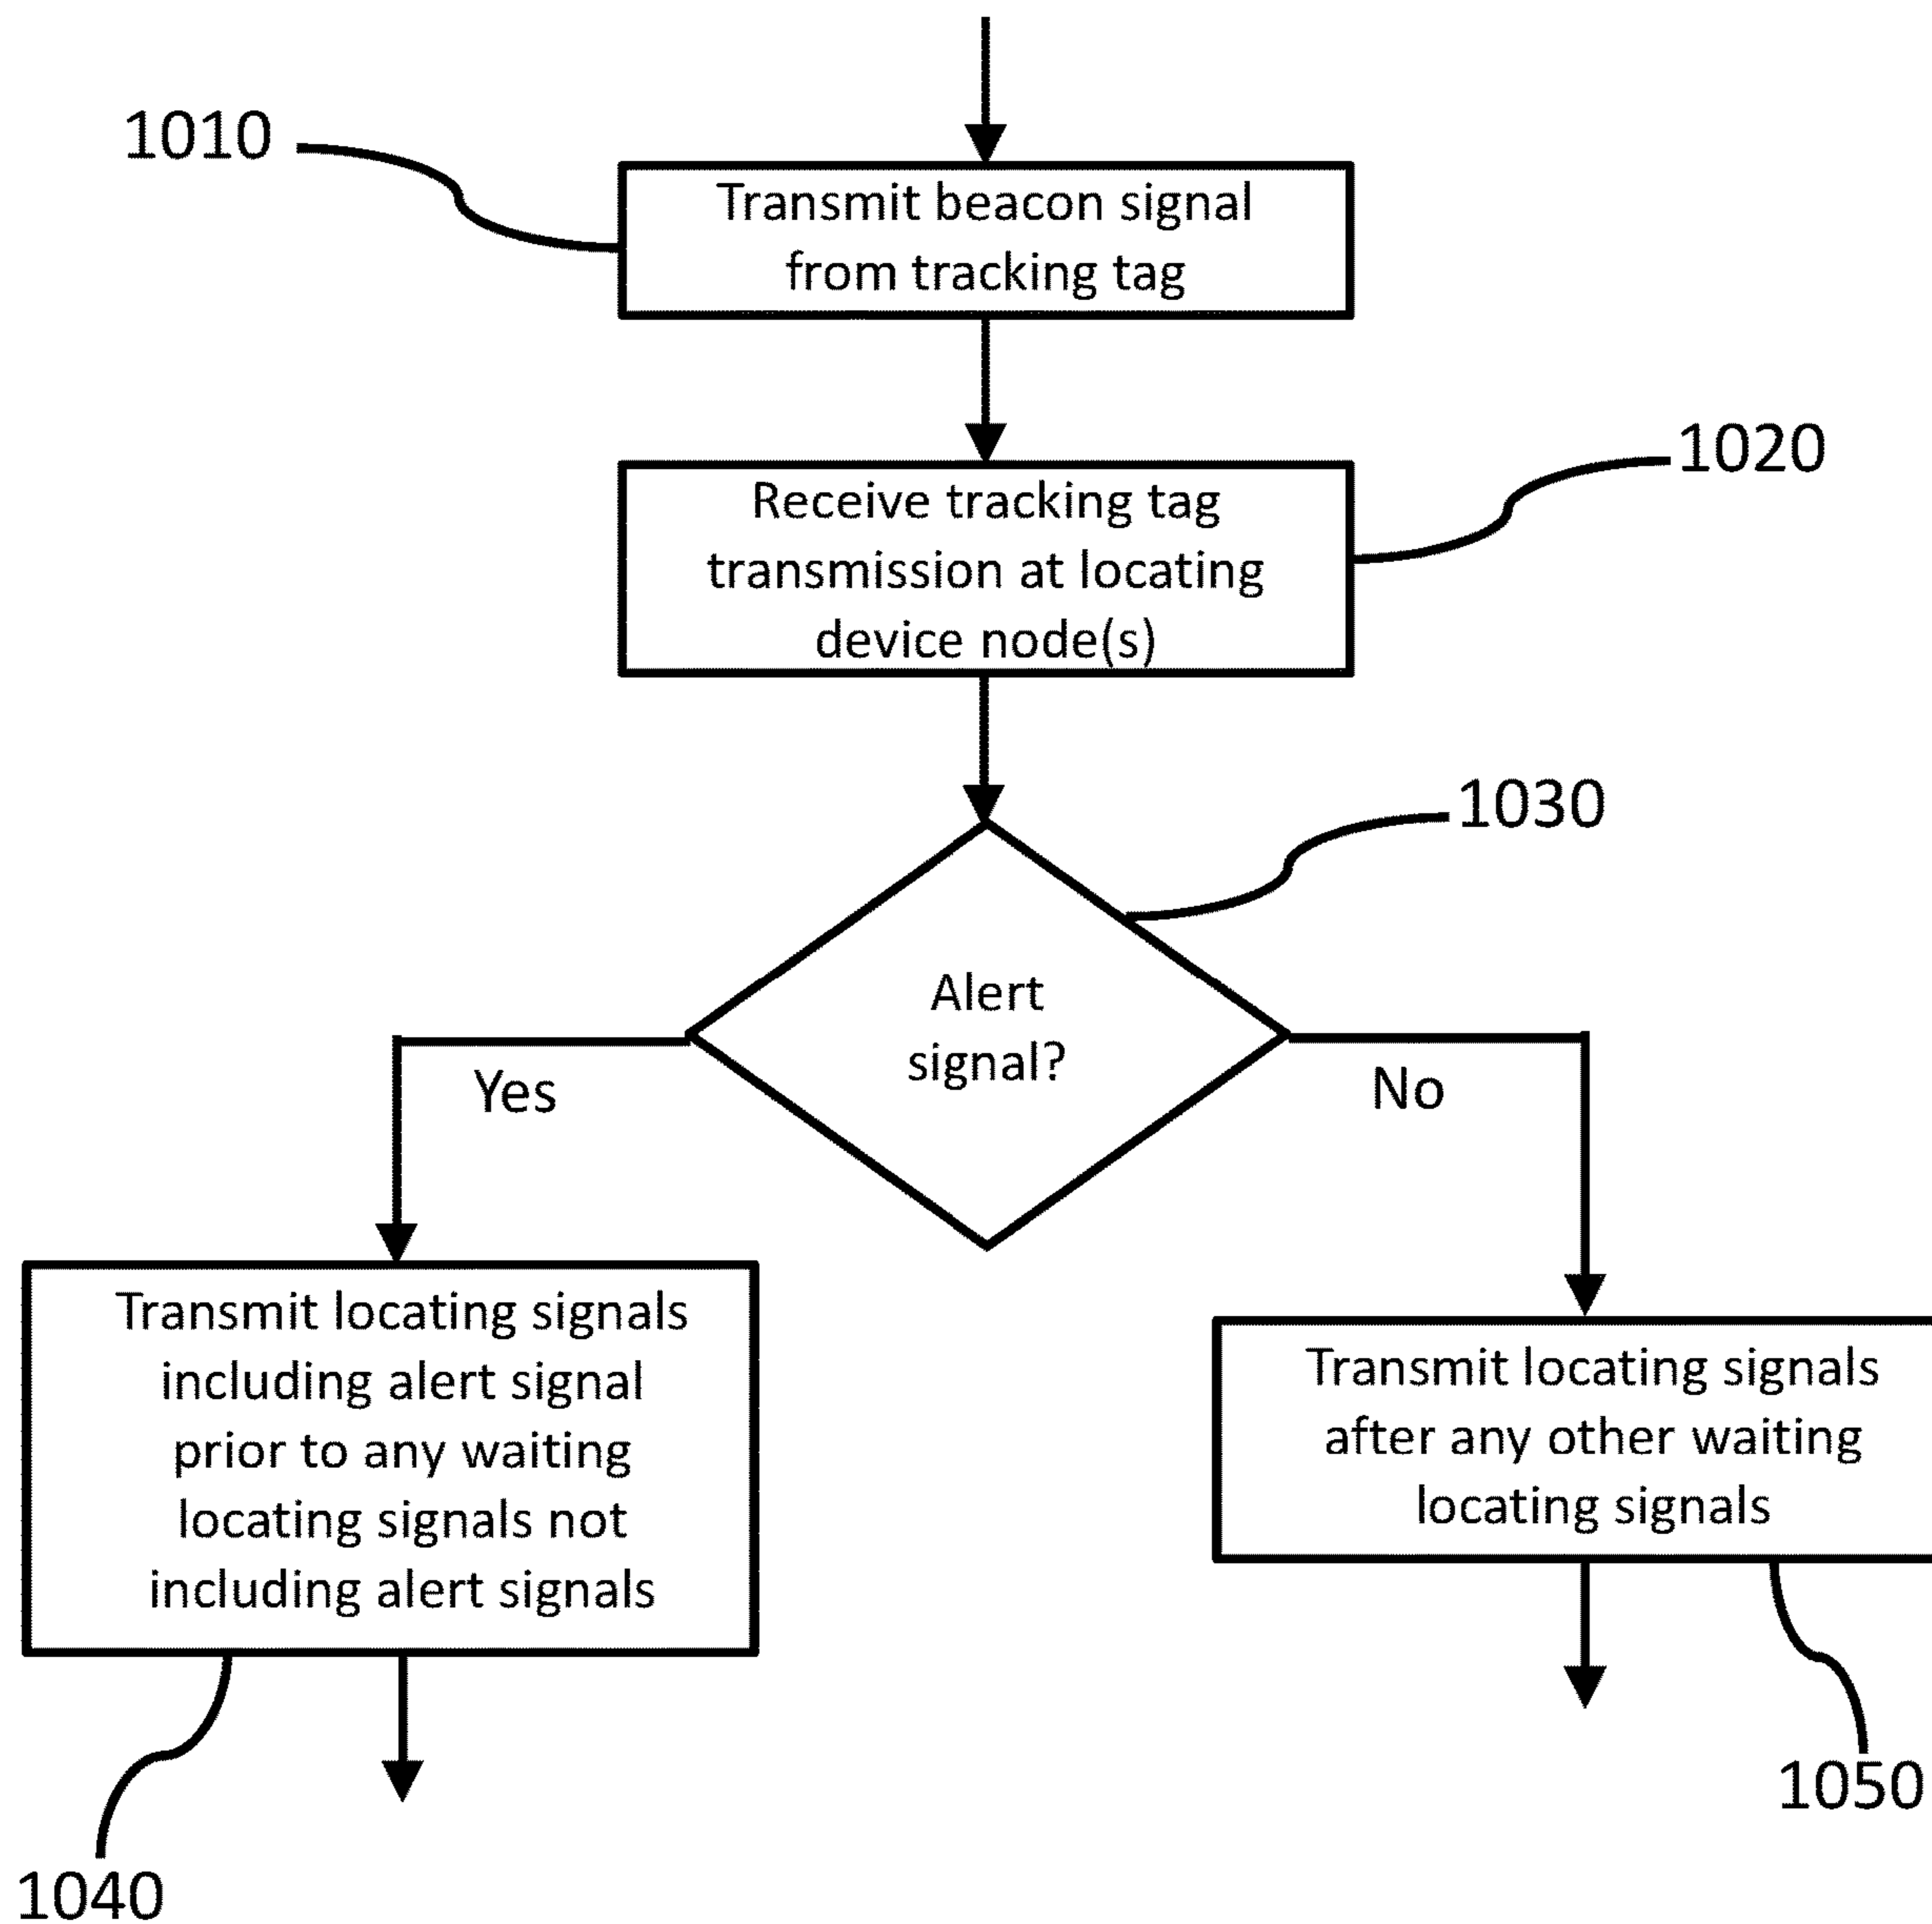 1010
Transmit beacon signal
from tracking tag
1020
Receive tracking tag
transmission at locating
device node(s)
1030
Alert
signal?
Yes
No
Transmit locating signals
including alert signal
prior to any waiting
locating signals not
including alert signals
Transmit locating signals
after any other waiting
locating signals
1050
1040